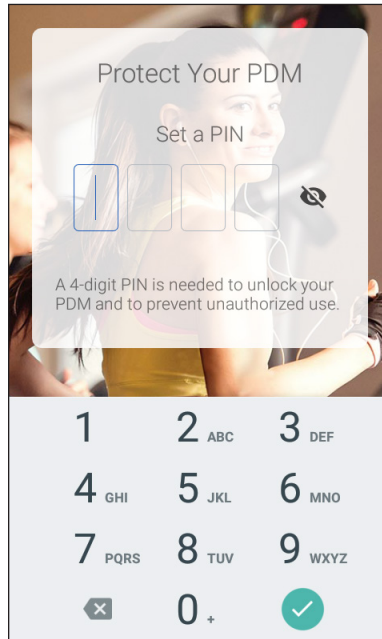 Protect Your PDM
Set a PIN
A 4-digit PIN is needed to unlock your
PDM and to prevent unauthorized use.
1 2 ABC 3 DEF
4 GHI 5 JKL 6 MNO
7 PQRS 8 TUV 9 WXYZ
0 +